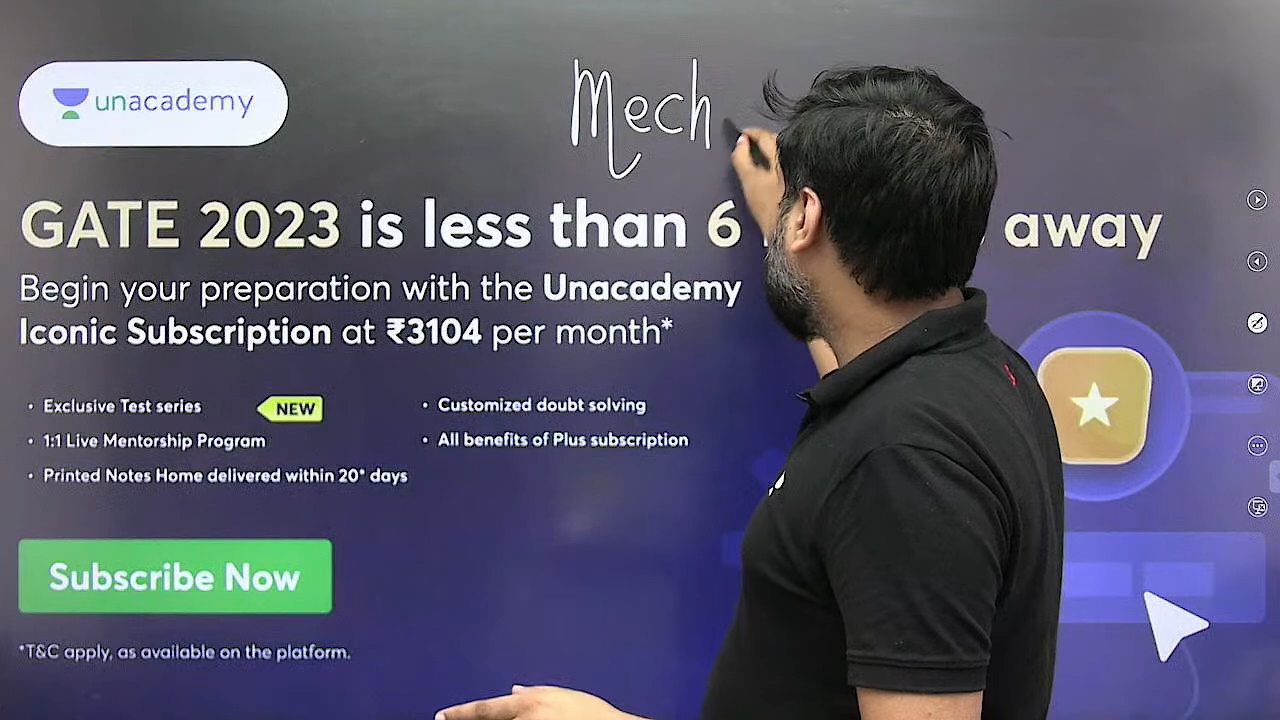 unacademy
Mech
GATE 2023 is less than 6 away
Begin your preparation with the Unacademy
Iconic Subscription at ₹3104 per month*
• Exclusive Test series NEW
• 1:1 Live Mentorship Program
• Printed Notes Home delivered within 20* days
• Customized doubt solving
• All benefits of Plus subscription
Subscribe Now
*T&C apply, as available on the platform.